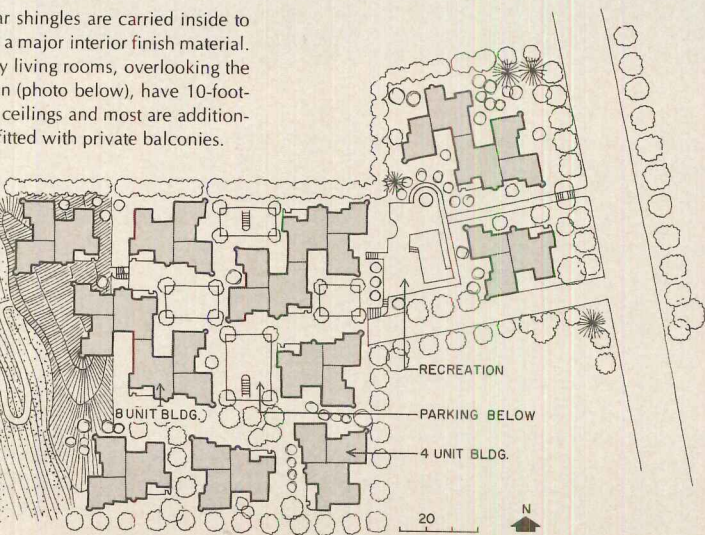 ar shingles are carried inside to
a major interior finish material.
y living rooms, overlooking the
n (photo below), have 10-foot-
ceilings and most are addition-
fitted with private balconies.
RECREATION
8 UNIT BLDG.
PARKING BELOW
4 UNIT BLDG.
20
N